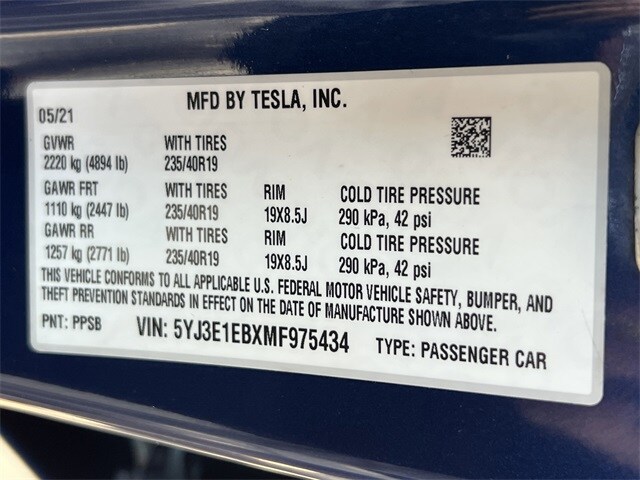 MFD BY TESLA, INC.
05/21
GVWR WITH TIRES
2220 kg (4894 lb) 235/40R19
GAWR FRT WITH TIRES RIM COLD TIRE PRESSURE
1110 kg (2447 lb) 235/40R19 19X8.5J 290 kPa, 42 psi
GAWR RR WITH TIRES RIM COLD TIRE PRESSURE
1257 kg (2771 lb) 235/40R19 19X8.5J 290 kPa, 42 psi
THIS VEHICLE CONFORMS TO ALL APPLICABLE U.S. FEDERAL MOTOR VEHICLE SAFETY, BUMPER, AND
THEFT PREVENTION STANDARDS IN EFFECT ON THE DATE OF MANUFACTURE SHOWN ABOVE.
PNT: PPSB VIN: 5YJ3E1EBXMF975434 TYPE: PASSENGER CAR